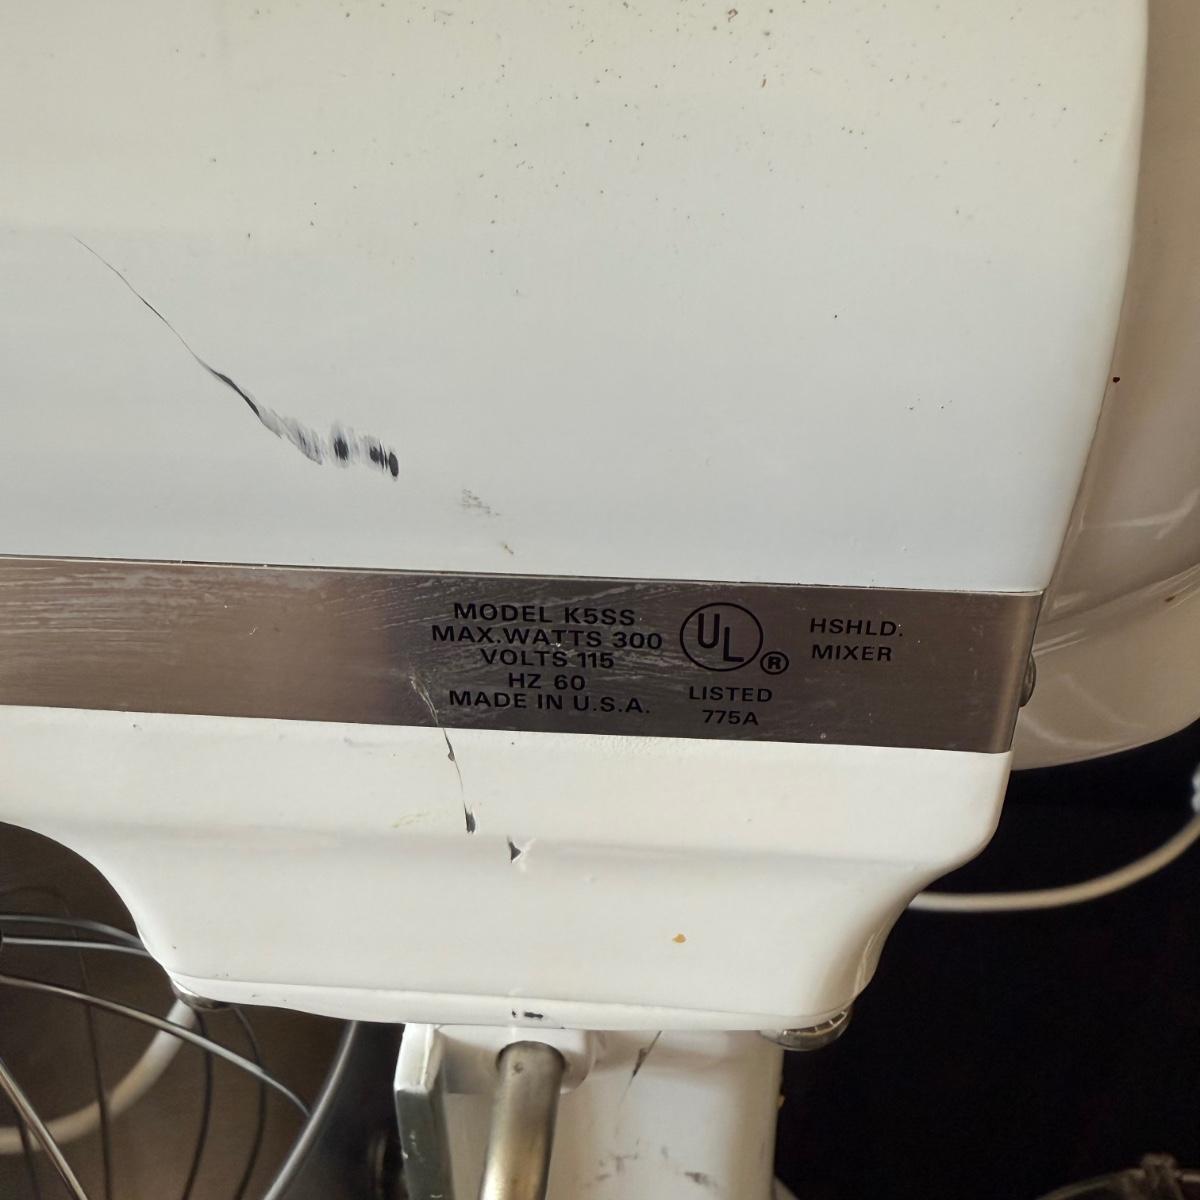 MODEL K5SS
MAX.WATTS 300
VOLTS 115
HZ 60
MADE IN U.S.A.
UL
®
LISTED
775A
HSHLD.
MIXER